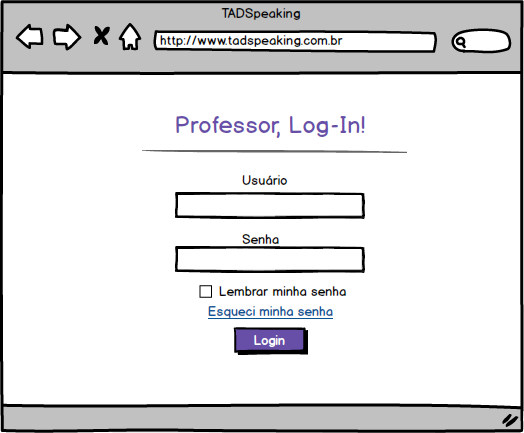 TADSpeaking
http://www.tadspeaking.com.br
Professor, Log-In!
Usuário
Senha
Lembrar minha senha
Esqueci minha senha
Login